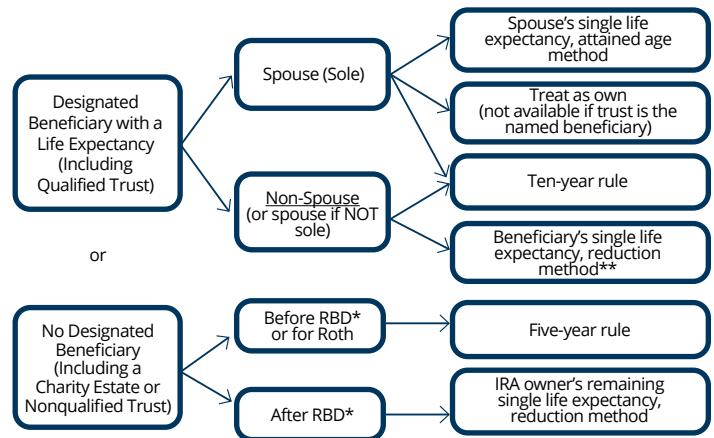 Designated
Beneficiary with a
Life Expectancy
(Including
Qualified Trust)
or
No Designated
Beneficiary
(Including a
Charity Estate or
Nonqualified Trust)
Spouse (Sole)
Non-Spouse
(or spouse if NOT
sole)
Before RBD*
or for Roth
After RBD*
Spouse’s single life
expectancy, attained age
method
Treat as own
(not available if trust is the
named beneficiary)
Ten-year rule
Beneficiary’s single life
expectancy, reduction
method**
Five-year rule
IRA owner’s remaining
single life expectancy,
reduction method